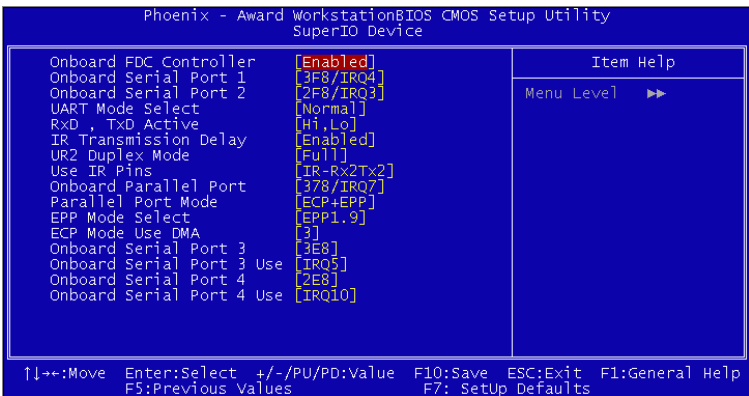 Phoenix - Award WorkstationBIOS CMOS Setup Utility
SuperIO Device
Onboard FDC Controller [Enabled]
Onboard Serial Port 1 [3F8/IRQ4]
Onboard Serial Port 2 [2F8/IRQ3]
UART Mode Select [Normal]
RxD , TxD Active [Hi,Lo]
IR Transmission Delay [Enabled]
UR2 Duplex Mode [Full]
Use IR Pins [IR-Rx2Tx2]
Onboard Parallel Port [378/IRQ7]
Parallel Port Mode [ECP+EPP]
EPP Mode Select [EPP1.9]
ECP Mode Use DMA [3]
Onboard Serial Port 3 [3E8]
Onboard Serial Port 3 Use [IRQ5]
Onboard Serial Port 4 [2E8]
Onboard Serial Port 4 Use [IRQ10]
Item Help
Menu Level ▶▶
↑↓→←:Move Enter:Select +/-/PU/PD:Value F10:Save ESC:Exit F1:General Help
F5:Previous Values F7: SetUp Defaults